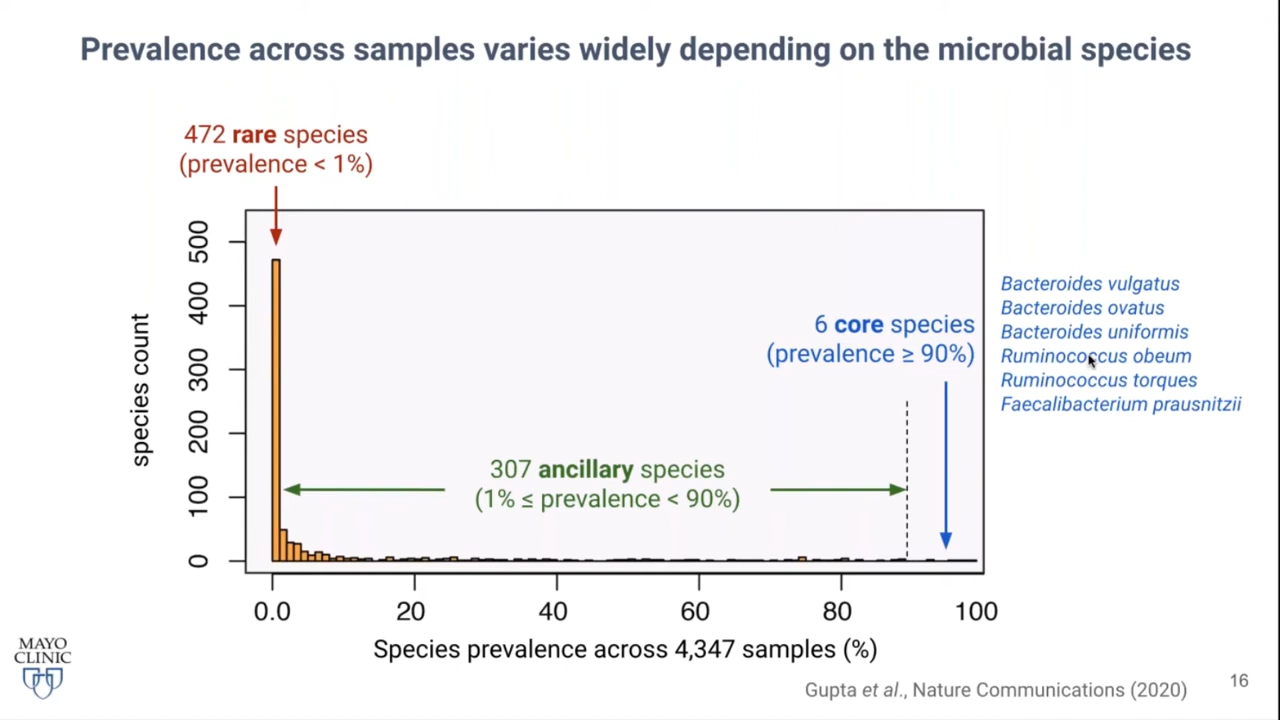 Prevalence across samples varies widely depending on the microbial species
472 rare species
(prevalence < 1%)
500
400
300
200
100
0
species count
6 core species
(prevalence ≥ 90%)
307 ancillary species
(1% ≤ prevalence < 90%)
Bacteroides vulgatus
Bacteroides ovatus
Bacteroides uniformis
Ruminococcus obeum
Ruminococcus torques
Faecalibacterium prausnitzii
0.0 20 40 60 80 100
Species prevalence across 4,347 samples (%)
MAYO
CLINIC
Gupta et al., Nature Communications (2020)
16